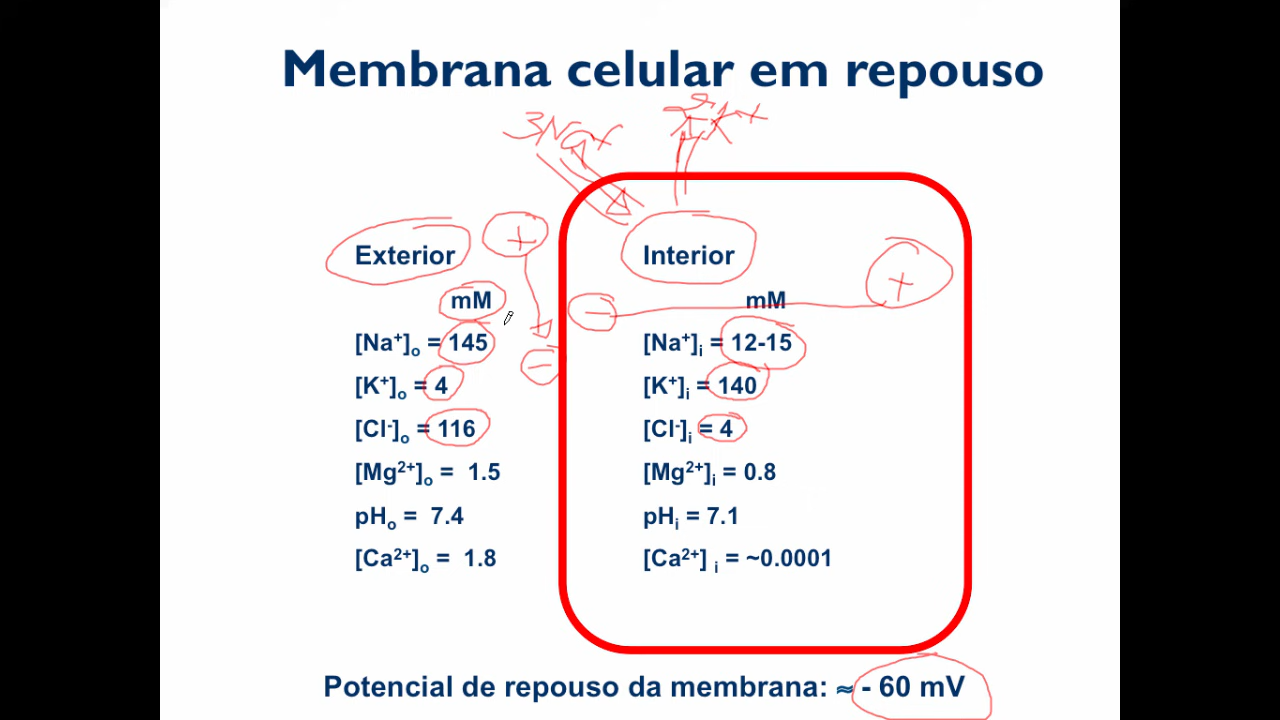 Membrana celular em repouso
3Na+ 2K+
Exterior + Interior +
mM - mM
[Na+]o = 145 [Na+]i = 12-15
[K+]o = 4 - [K+]i = 140
[Cl-]o = 116 [Cl-]i = 4
[Mg2+]o = 1.5 [Mg2+]i = 0.8
pHo = 7.4 pHi = 7.1
[Ca2+]o = 1.8 [Ca2+] i = ~0.0001
Potencial de repouso da membrana: ≈ - 60 mV